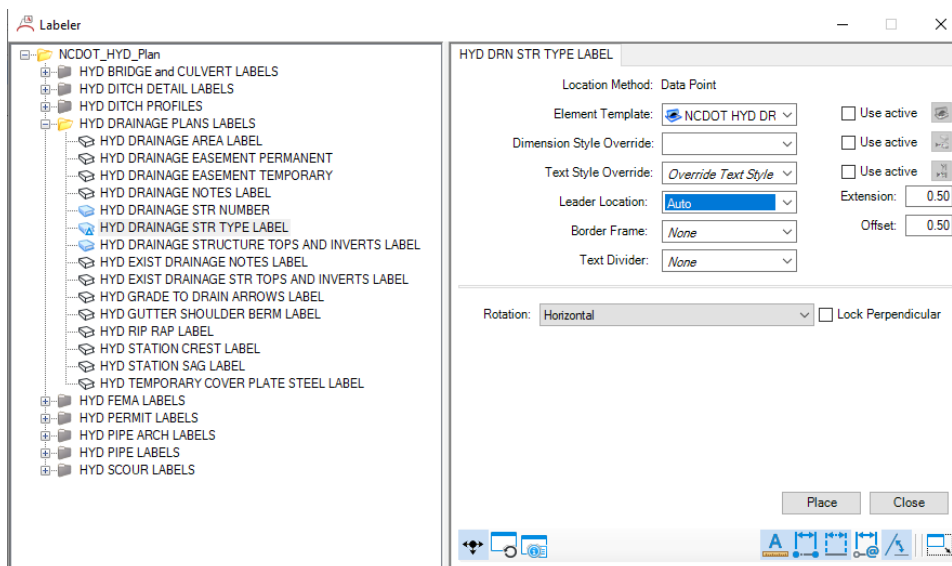 Labeler
NCDOT_HYD_Plan
HYD BRIDGE and CULVERT LABELS
HYD DITCH DETAIL LABELS
HYD DITCH PROFILES
HYD DRAINAGE PLANS LABELS
HYD DRAINAGE AREA LABEL
HYD DRAINAGE EASEMENT PERMANENT
HYD DRAINAGE EASEMENT TEMPORARY
HYD DRAINAGE NOTES LABEL
HYD DRAINAGE STR NUMBER
HYD DRAINAGE STR TYPE LABEL
HYD DRAINAGE STRUCTURE TOPS AND INVERTS LABEL
HYD EXIST DRAINAGE NOTES LABEL
HYD EXIST DRAINAGE STR TOPS AND INVERTS LABEL
HYD GRADE TO DRAIN ARROWS LABEL
HYD GUTTER SHOULDER BERM LABEL
HYD RIP RAP LABEL
HYD STATION CREST LABEL
HYD STATION SAG LABEL
HYD TEMPORARY COVER PLATE STEEL LABEL
HYD FEMA LABELS
HYD PERMIT LABELS
HYD PIPE ARCH LABELS
HYD PIPE LABELS
HYD SCOUR LABELS
HYD DRN STR TYPE LABEL
Location Method: Data Point
Element Template: NCDOT HYD DR Use active
Dimension Style Override: Use active
Text Style Override: Override Text Style Use active
Leader Location: Auto Extension: 0.50
Border Frame: None Offset: 0.50
Text Divider: None
Rotation: Horizontal Lock Perpendicular
Place Close